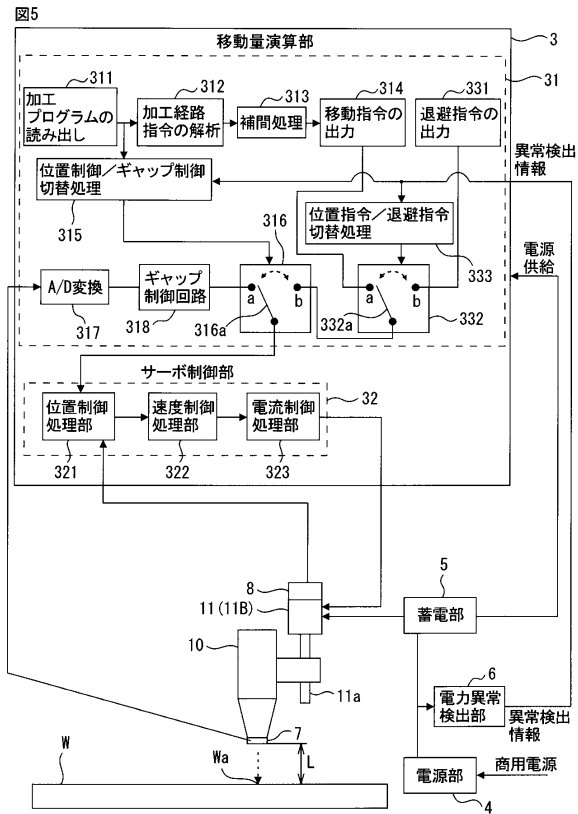 図5
3
移動量演算部
31
311
312
313
314
331
加工
プログラムの
読み出し
加工経路
指令の解析
補間処理
移動指令の
出力
退避指令の
出力
異常検出
情報
位置制御/ギャップ制御
切替処理
315
316
位置指令/退避指令
切替処理
333
電源
供給
A/D変換
317
ギャップ
制御回路
318
a
b
316a
a
b
332a
332
サーボ制御部
32
位置制御
処理部
321
速度制御
処理部
322
電流制御
処理部
323
8
11(11B)
5
蓄電部
10
11a
6
電力異常
検出部
異常検出
情報
7
W
Wa
L
電源部
商用電源
4